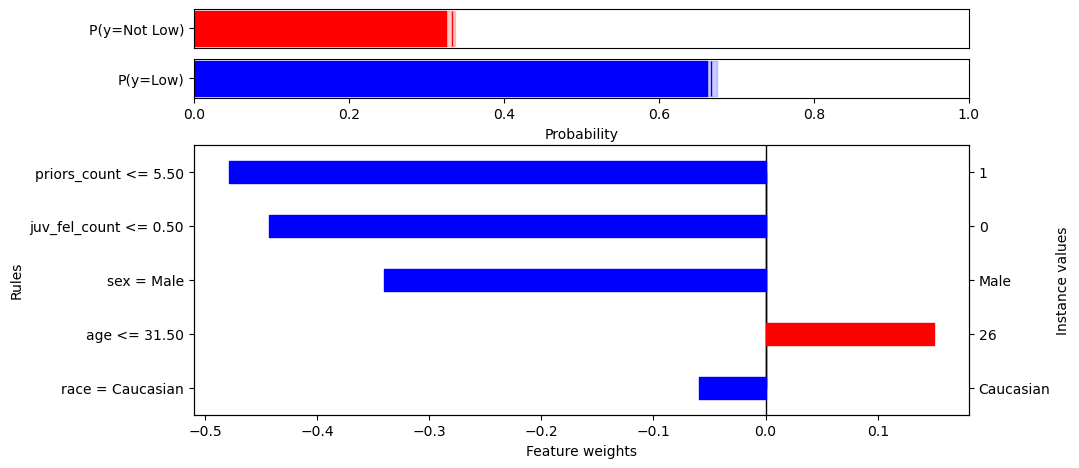 P(y=Not Low)
P(y=Low)
0.0 0.2 0.4 0.6 0.8 1.0
Probability
Rules
priors_count <= 5.50 1
juv_fel_count <= 0.50 0
sex = Male Male
age <= 31.50 26
race = Caucasian Caucasian
Instance values
−0.5 −0.4 −0.3 −0.2 −0.1 0.0 0.1
Feature weights